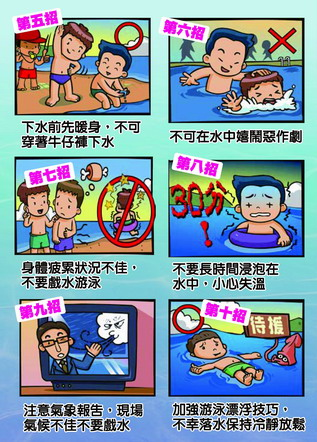 第五招
下水前先暖身，不可
穿著牛仔褲下水
第六招
不可在水中嬉鬧惡作劇
第七招
身體疲累狀況不佳，
不要戲水游泳
第八招
30分！
不要長時間浸泡在
水中，小心失溫
第九招
注意氣象報告，現場
氣候不佳不要戲水
第十招
待援
加強游泳漂浮技巧，
不幸落水保持冷靜放鬆